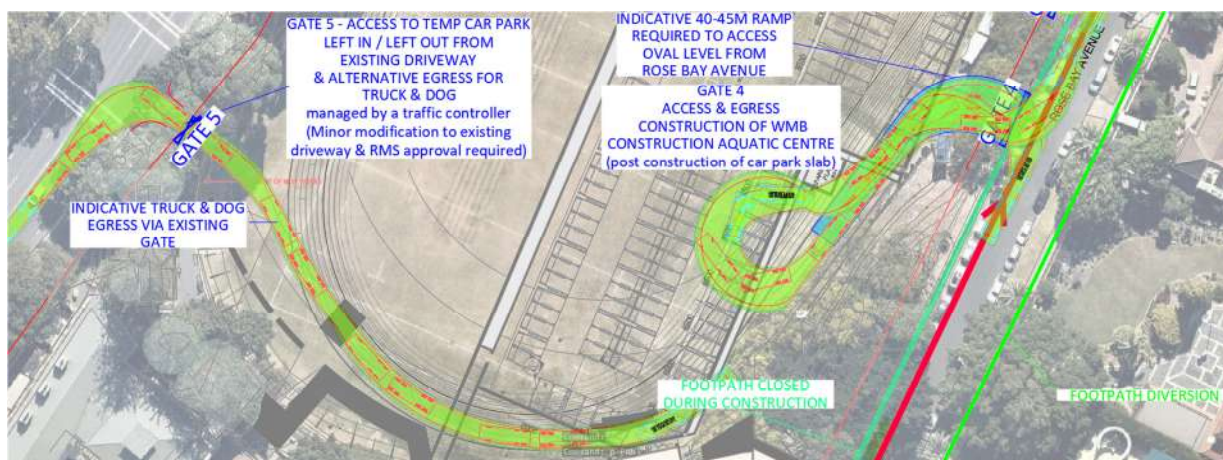 GATE 5 - ACCESS TO TEMP CAR PARK
LEFT IN / LEFT OUT FROM
EXISTING DRIVEWAY
& ALTERNATIVE EGRESS FOR
TRUCK & DOG
managed by a traffic controller
(Minor modification to existing
driveway & RMS approval required)
GATE 5
INDICATIVE TRUCK & DOG
EGRESS VIA EXISTING
GATE
INDICATIVE 40-45M RAMP
REQUIRED TO ACCESS
OVAL LEVEL FROM
ROSE BAY AVENUE
GATE 4
ACCESS & EGRESS
CONSTRUCTION OF WMB
CONSTRUCTION AQUATIC CENTRE
(post construction of car park slab)
GATE 4
ROSE BAY AVENUE
FOOTPATH CLOSED
DURING CONSTRUCTION
FOOTPATH DIVERSION